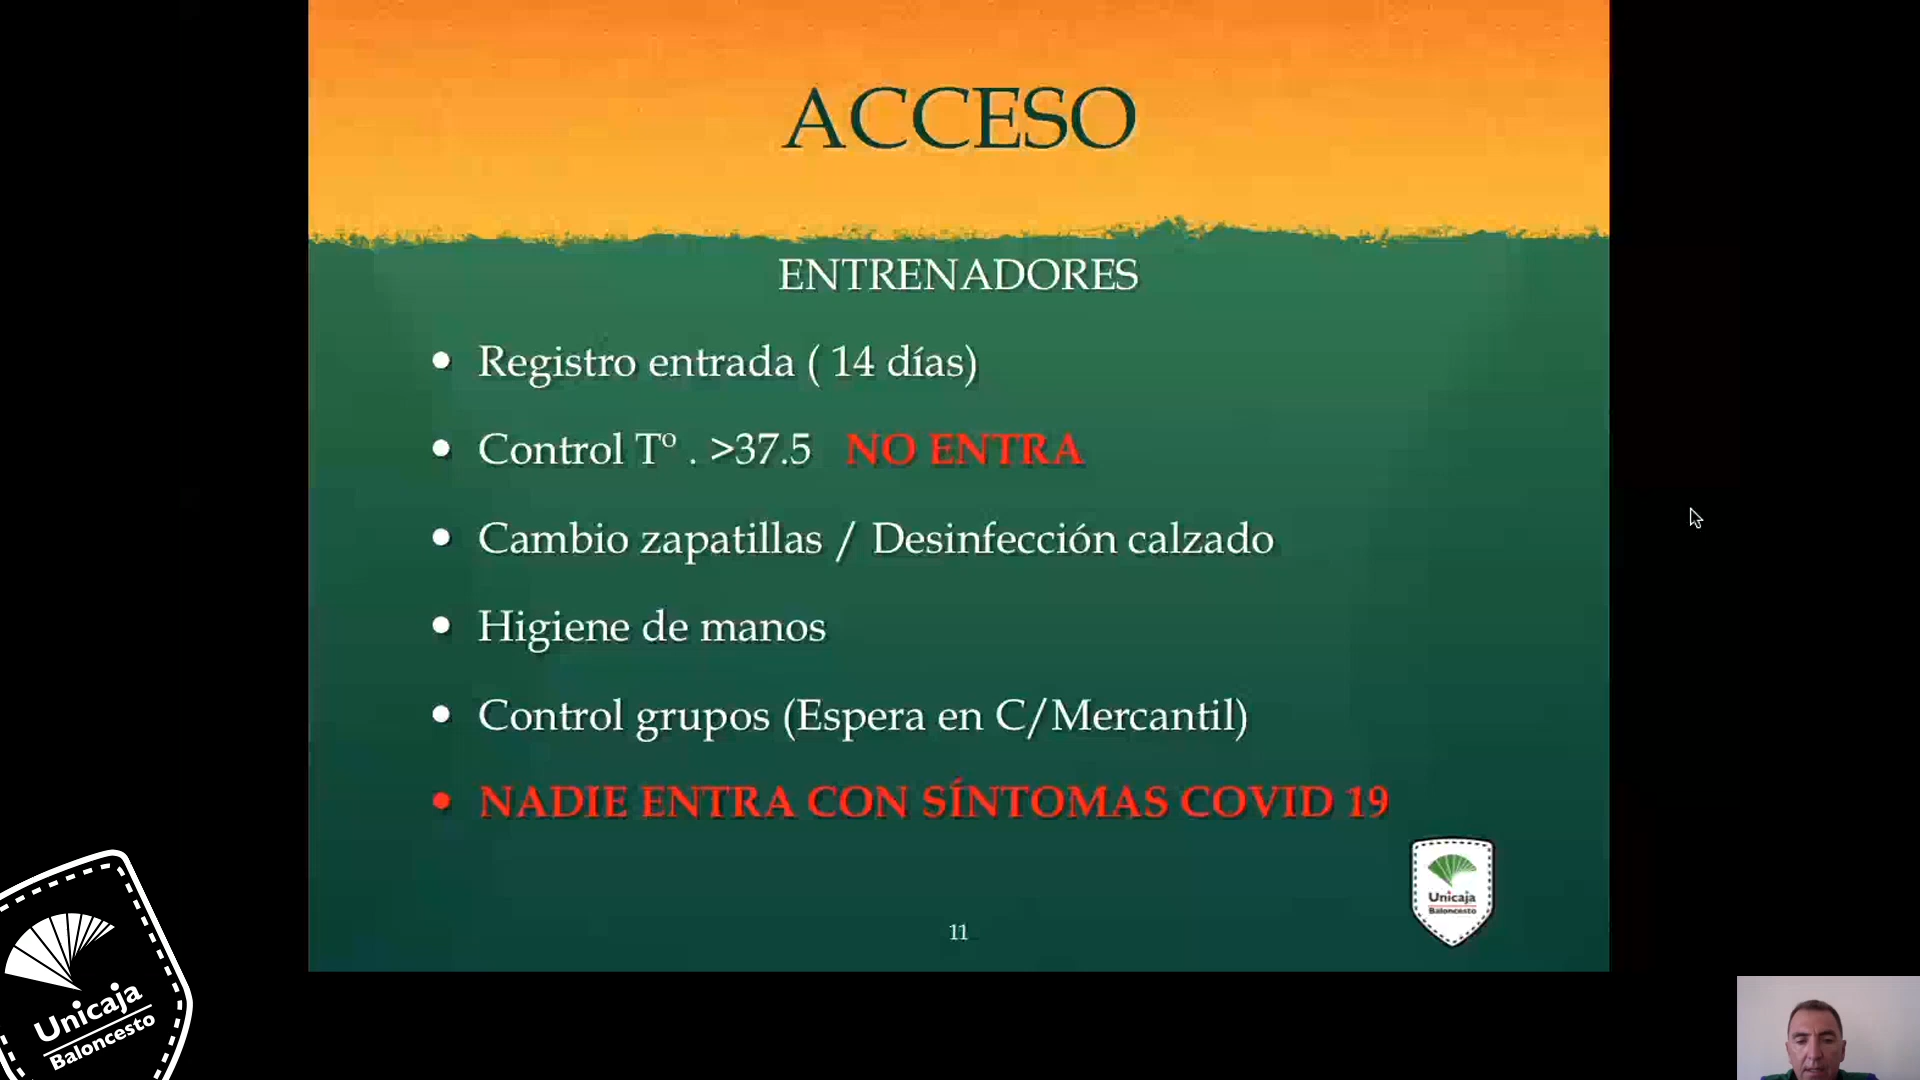 ACCESO
ENTRENADORES
• Registro entrada ( 14 días)
• Control Tº . >37.5 NO ENTRA
• Cambio zapatillas / Desinfección calzado
• Higiene de manos
• Control grupos (Espera en C/Mercantil)
• NADIE ENTRA CON SÍNTOMAS COVID 19
Unicaja
Baloncesto
11
Unicaja
Baloncesto